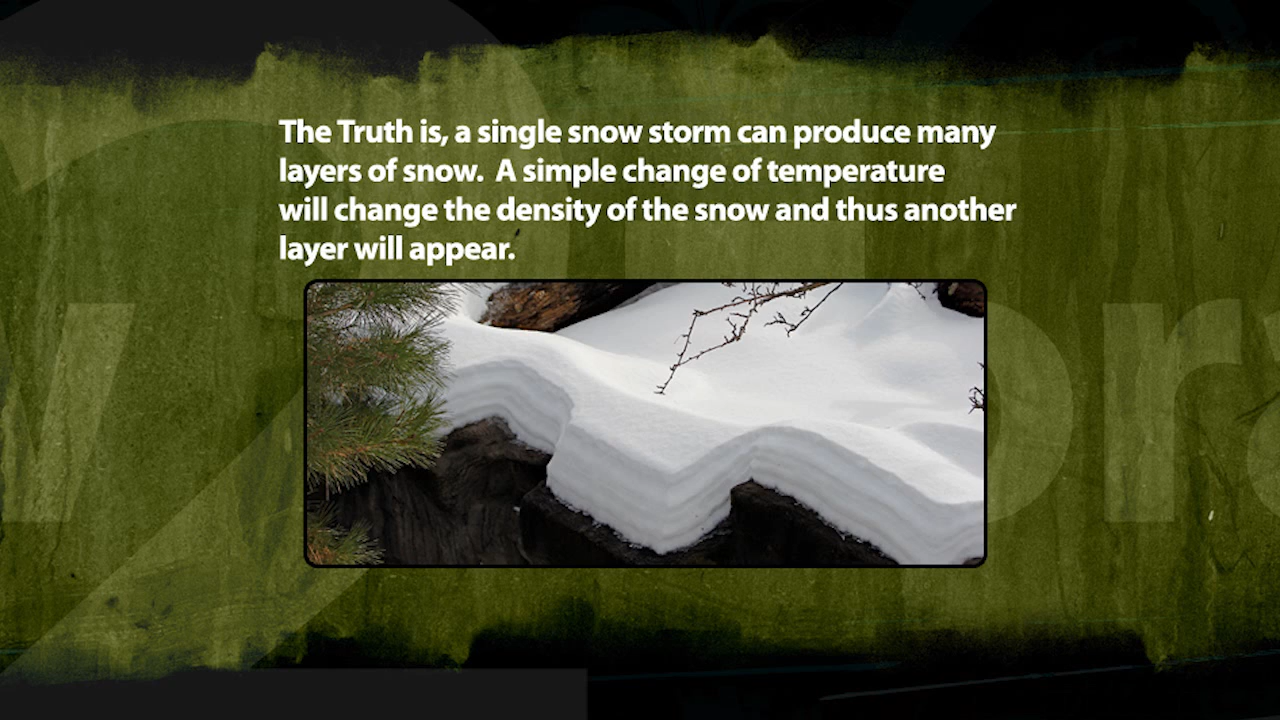 The Truth is, a single snow storm can produce many
layers of snow.  A simple change of temperature
will change the density of the snow and thus another
layer will appear.